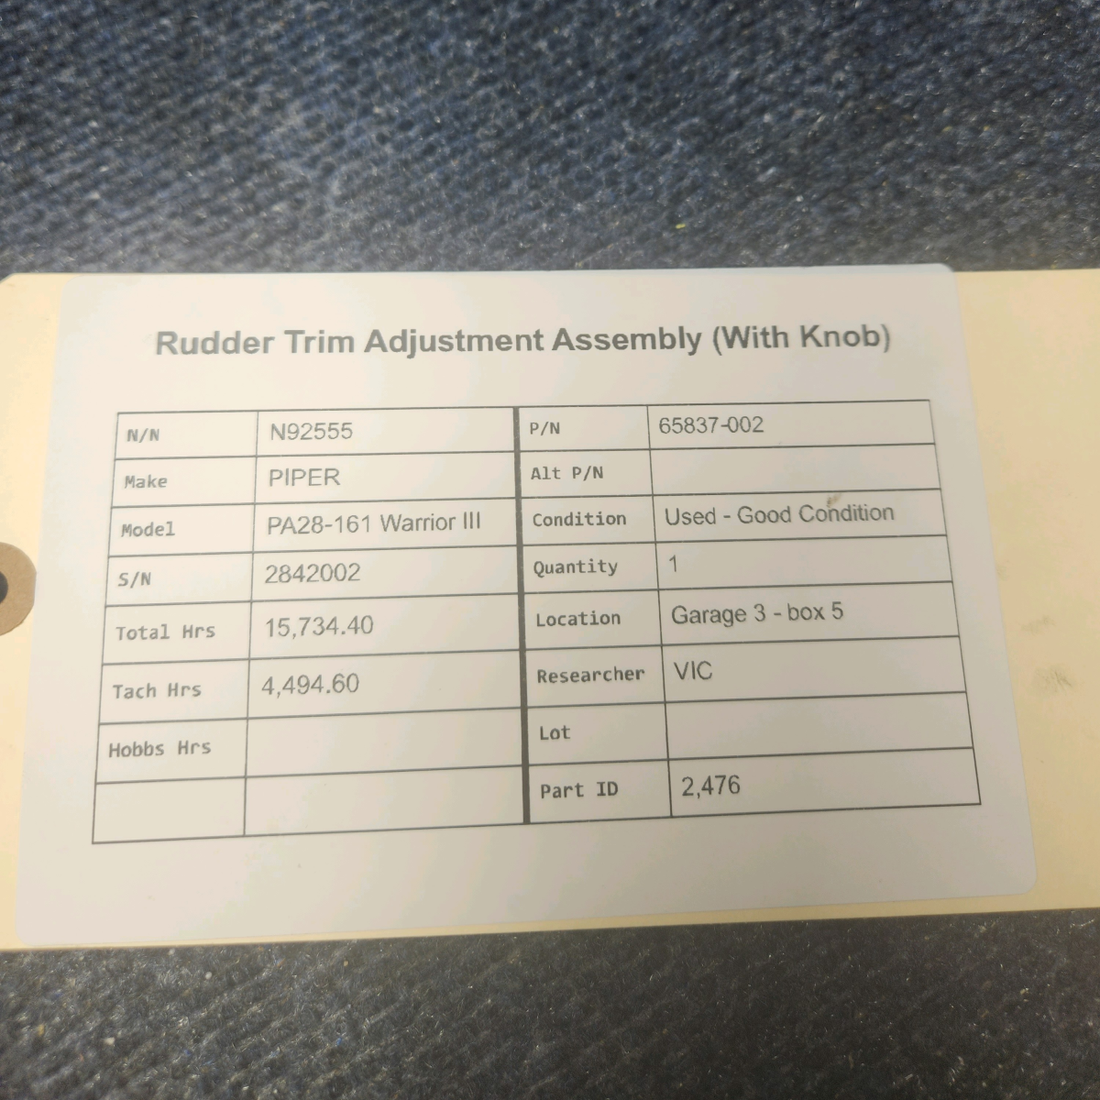 Rudder Trim Adjustment Assembly (With Knob)
N/N N92555 P/N 65837-002
Make PIPER Alt P/N
Model PA28-161 Warrior III Condition Used - Good Condition
S/N 2842002 Quantity 1
Total Hrs 15,734.40 Location Garage 3 - box 5
Tach Hrs 4,494.60 Researcher VIC
Hobbs Hrs Lot
Part ID 2,476